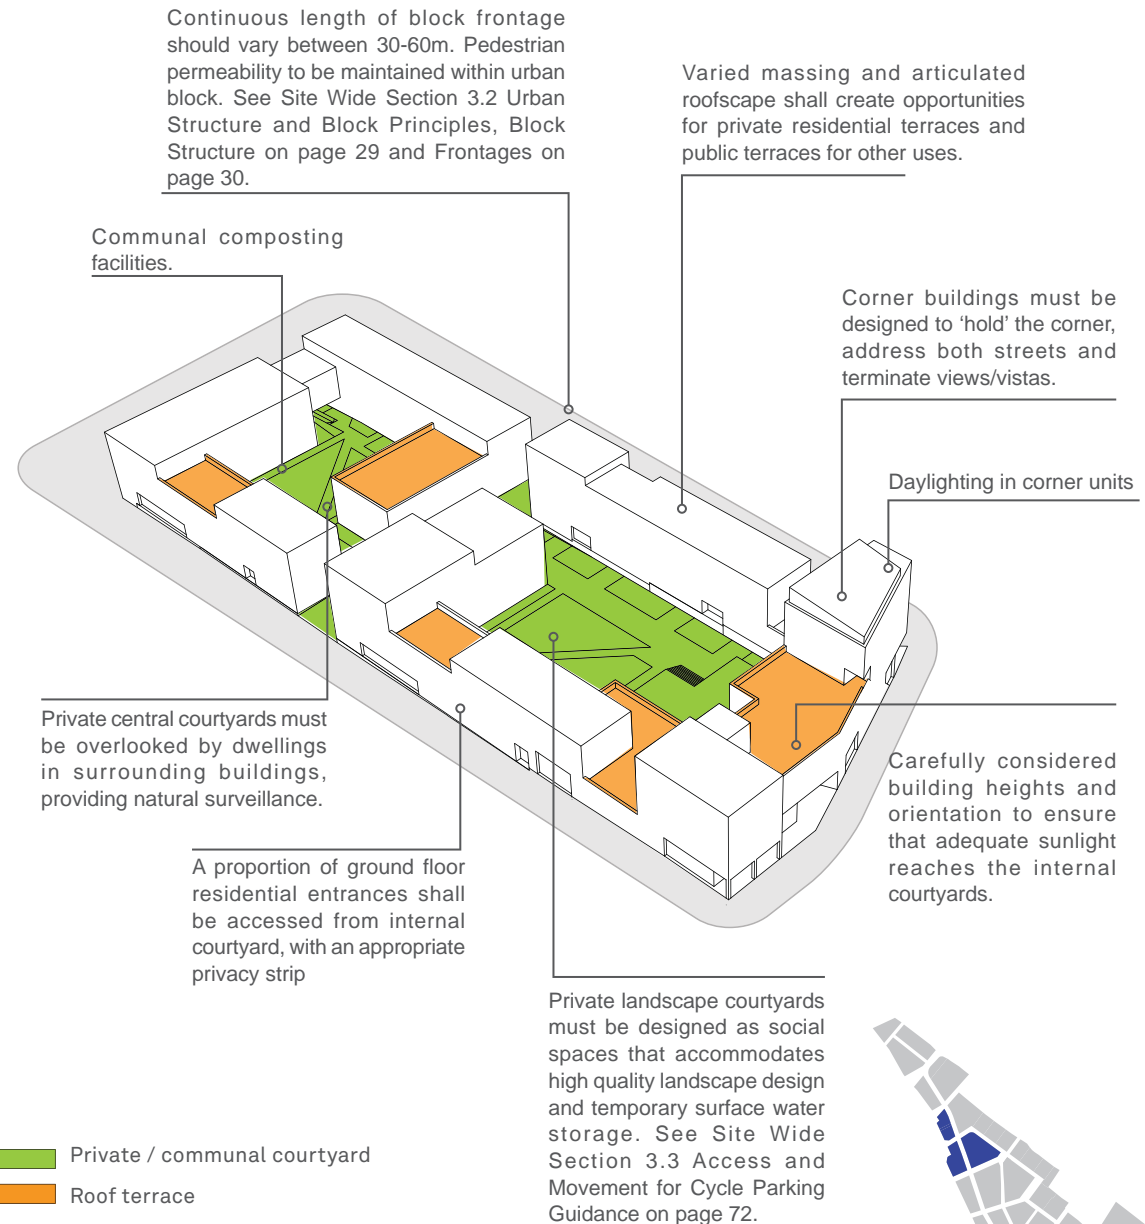 Continuous length of block frontage
should vary between 30-60m. Pedestrian
permeability to be maintained within urban
block. See Site Wide Section 3.2 Urban
Structure and Block Principles, Block
Structure on page 29 and Frontages on
page 30.
Varied massing and articulated
roofscape shall create opportunities
for private residential terraces and
public terraces for other uses.
Communal composting
facilities.
Corner buildings must be
designed to ‘hold’ the corner,
address both streets and
terminate views/vistas.
Daylighting in corner units
Private central courtyards must
be overlooked by dwellings
in surrounding buildings,
providing natural surveillance.
Carefully considered
building heights and
orientation to ensure
that adequate sunlight
reaches the internal
courtyards.
A proportion of ground floor
residential entrances shall
be accessed from internal
courtyard, with an appropriate
privacy strip
Private landscape courtyards
must be designed as social
spaces that accommodates
high quality landscape design
and temporary surface water
storage. See Site Wide
Section 3.3 Access and
Movement for Cycle Parking
Guidance on page 72.
Private / communal courtyard
Roof terrace